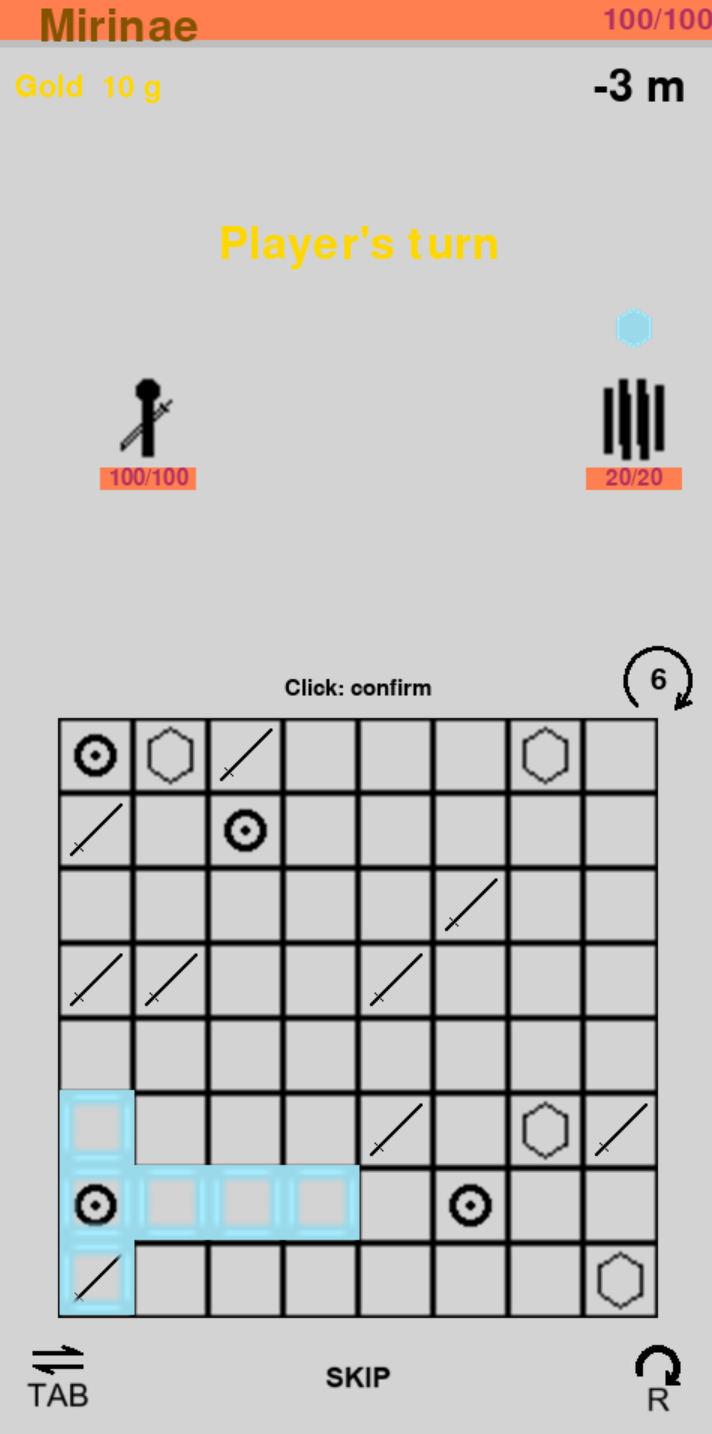 Mirinae 100/100
Gold 10 g -3 m
Player's turn
100/100 20/20
Click: confirm 6
TAB SKIP R